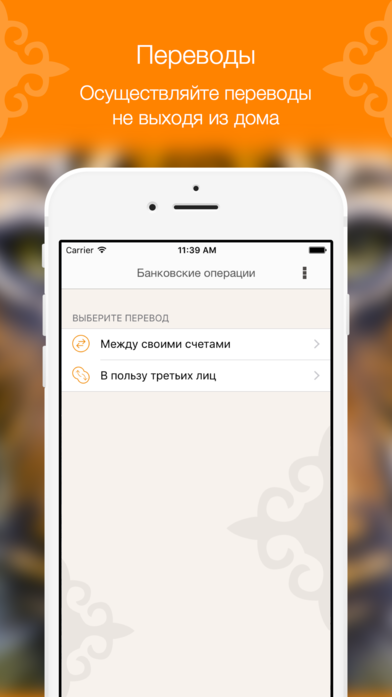 Переводы
Осуществляйте переводы
не выходя из дома
Carrier 11:39 AM
Банковские операции
ВЫБЕРИТЕ ПЕРЕВОД
Между своими счетами
В пользу третьих лиц